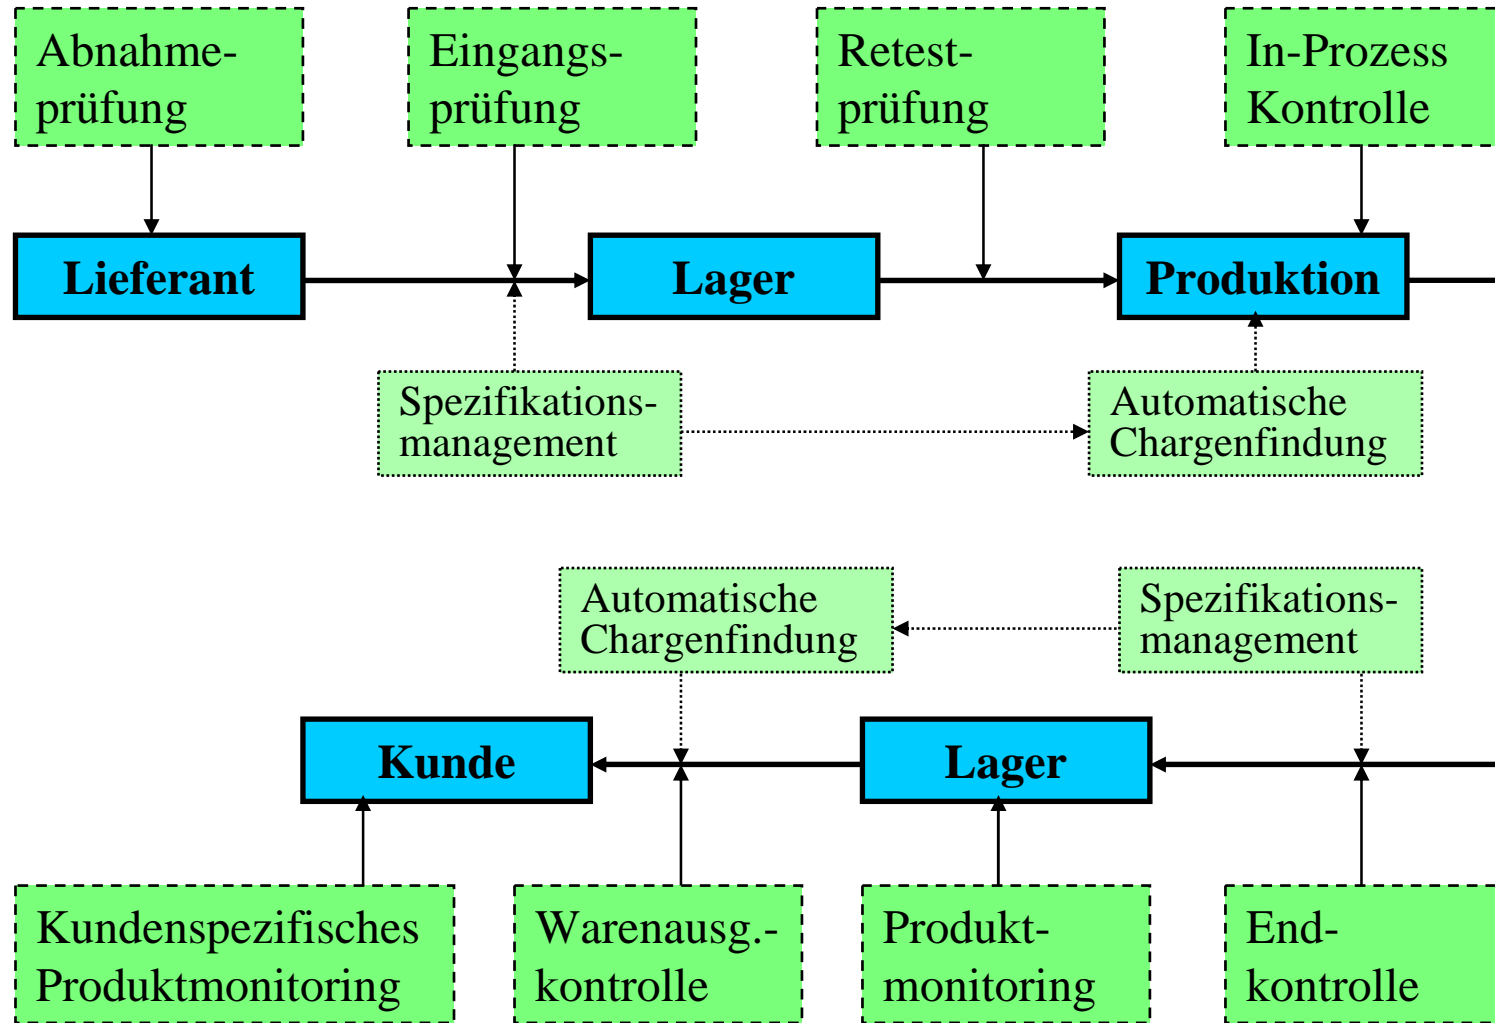 Abnahme-
prüfung
Eingangs-
prüfung
Retest-
prüfung
In-Prozess
Kontrolle
Lieferant
Lager
Produktion
Spezifikations-
management
Automatische
Chargenfindung
Automatische
Chargenfindung
Spezifikations-
management
Kunde
Lager
Kundenspezifisches
Produktmonitoring
Warenausg.-
kontrolle
Produkt-
monitoring
End-
kontrolle